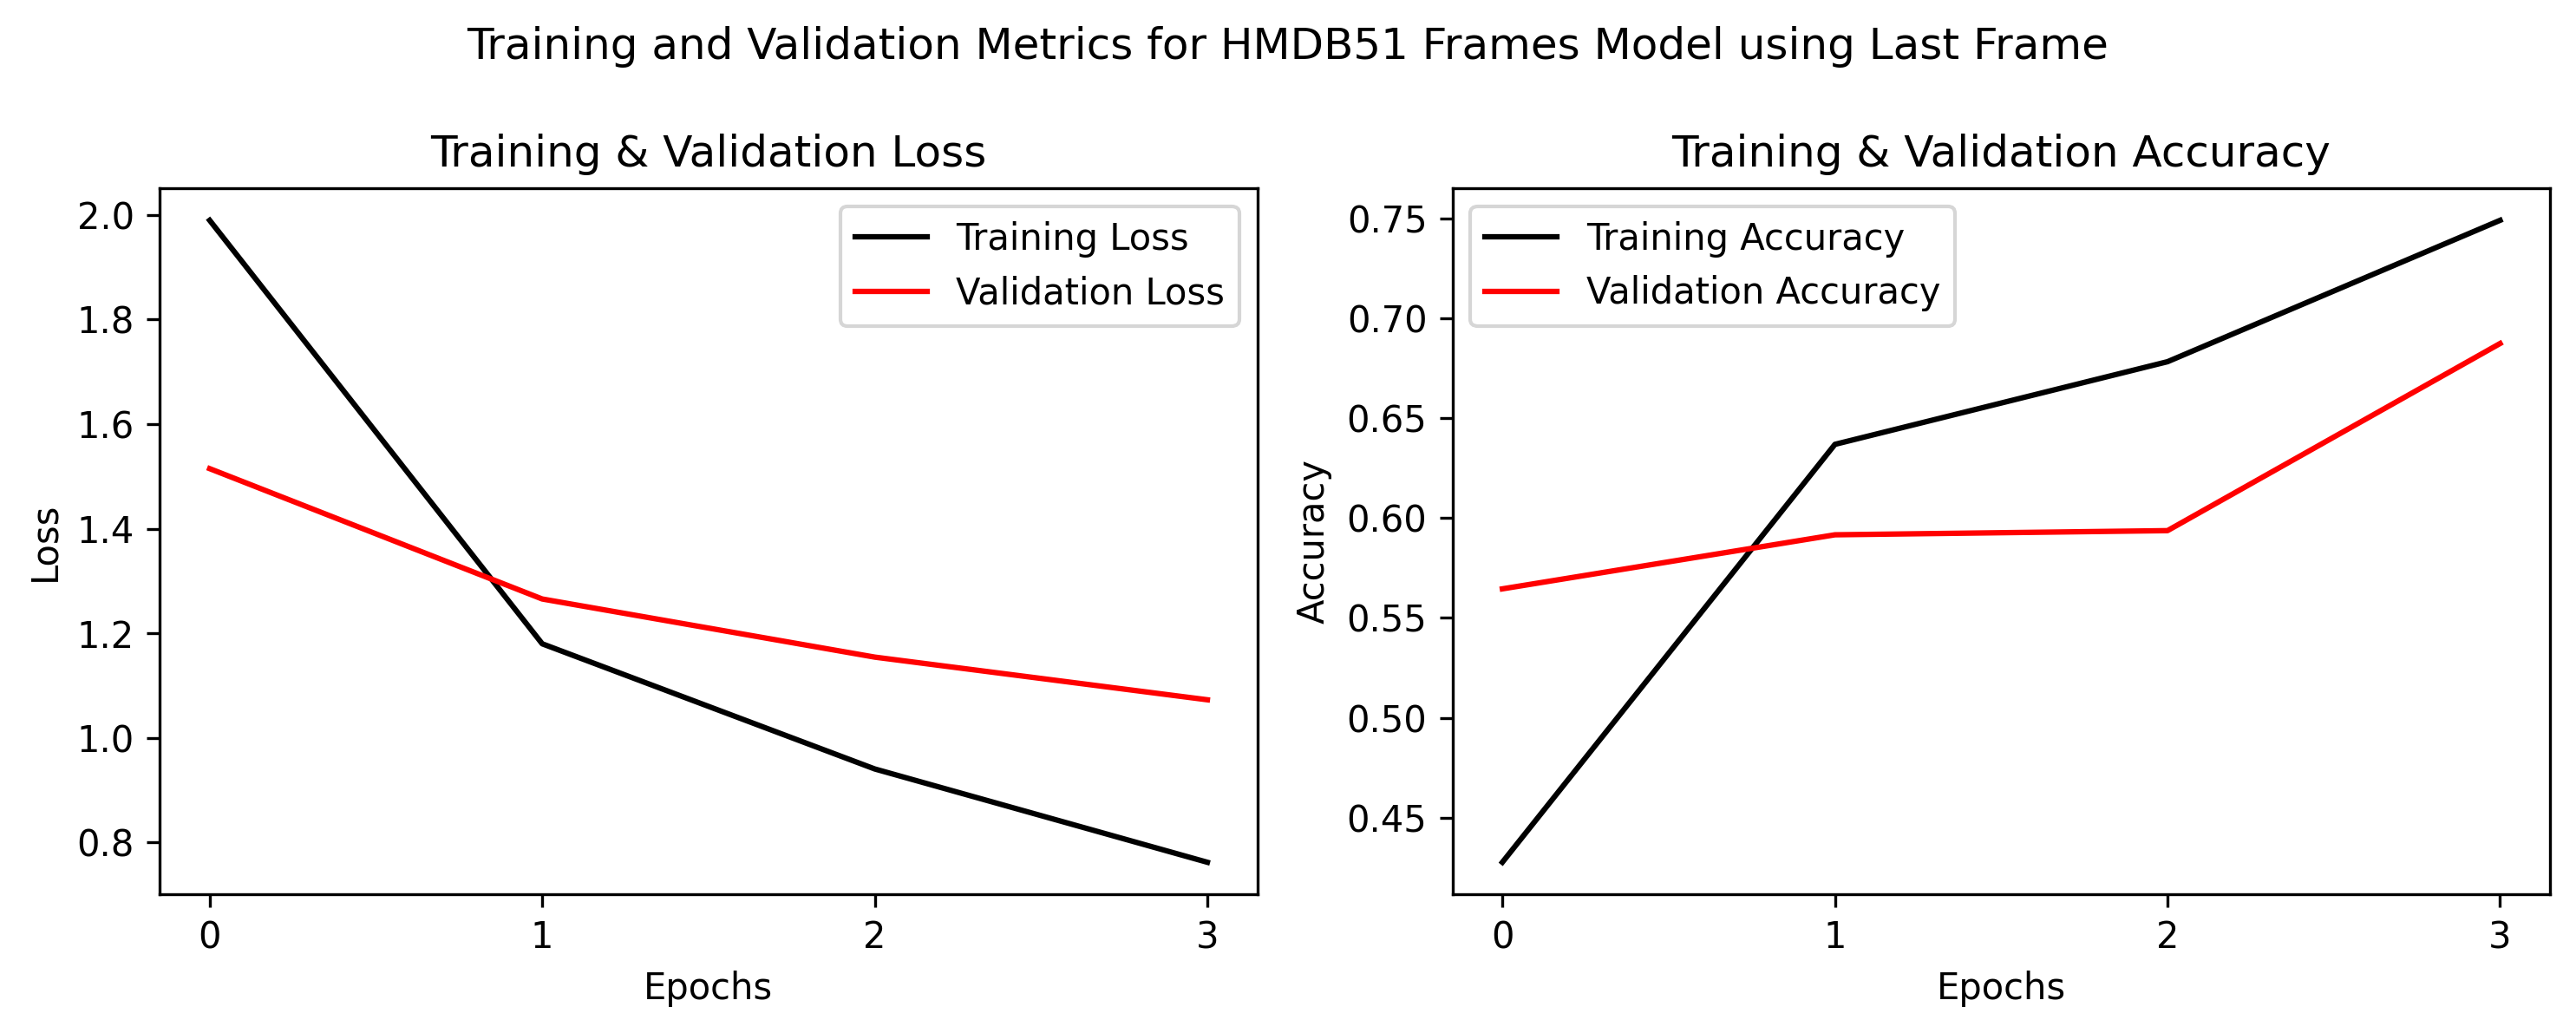 Training and Validation Metrics for HMDB51 Frames Model using Last Frame
Training & Validation Loss
2.0
1.8
1.6
1.4
1.2
1.0
0.8
Loss
Training Loss
Validation Loss
0 1 2 3
Epochs
Training & Validation Accuracy
0.75
0.70
0.65
0.60
0.55
0.50
0.45
Accuracy
Training Accuracy
Validation Accuracy
0 1 2 3
Epochs